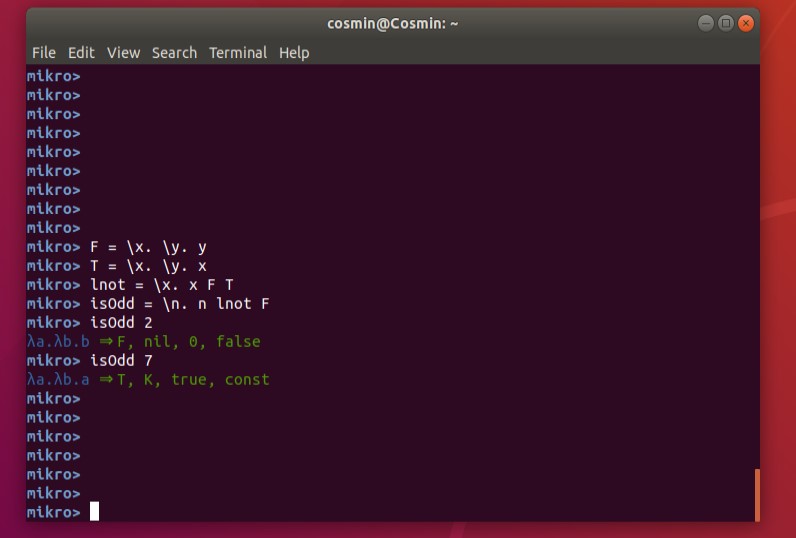 cosmin@Cosmin: ~
File Edit View Search Terminal Help
mikro>
mikro>
mikro>
mikro>
mikro>
mikro>
mikro>
mikro>
mikro>
mikro> F = \x. \y. y
mikro> T = \x. \y. x
mikro> lnot = \x. x F T
mikro> isOdd = \n. n lnot F
mikro> isOdd 2
λa.λb.b ⇒ F, nil, 0, false
mikro> isOdd 7
λa.λb.a ⇒ T, K, true, const
mikro>
mikro>
mikro>
mikro>
mikro>
mikro>
mikro>